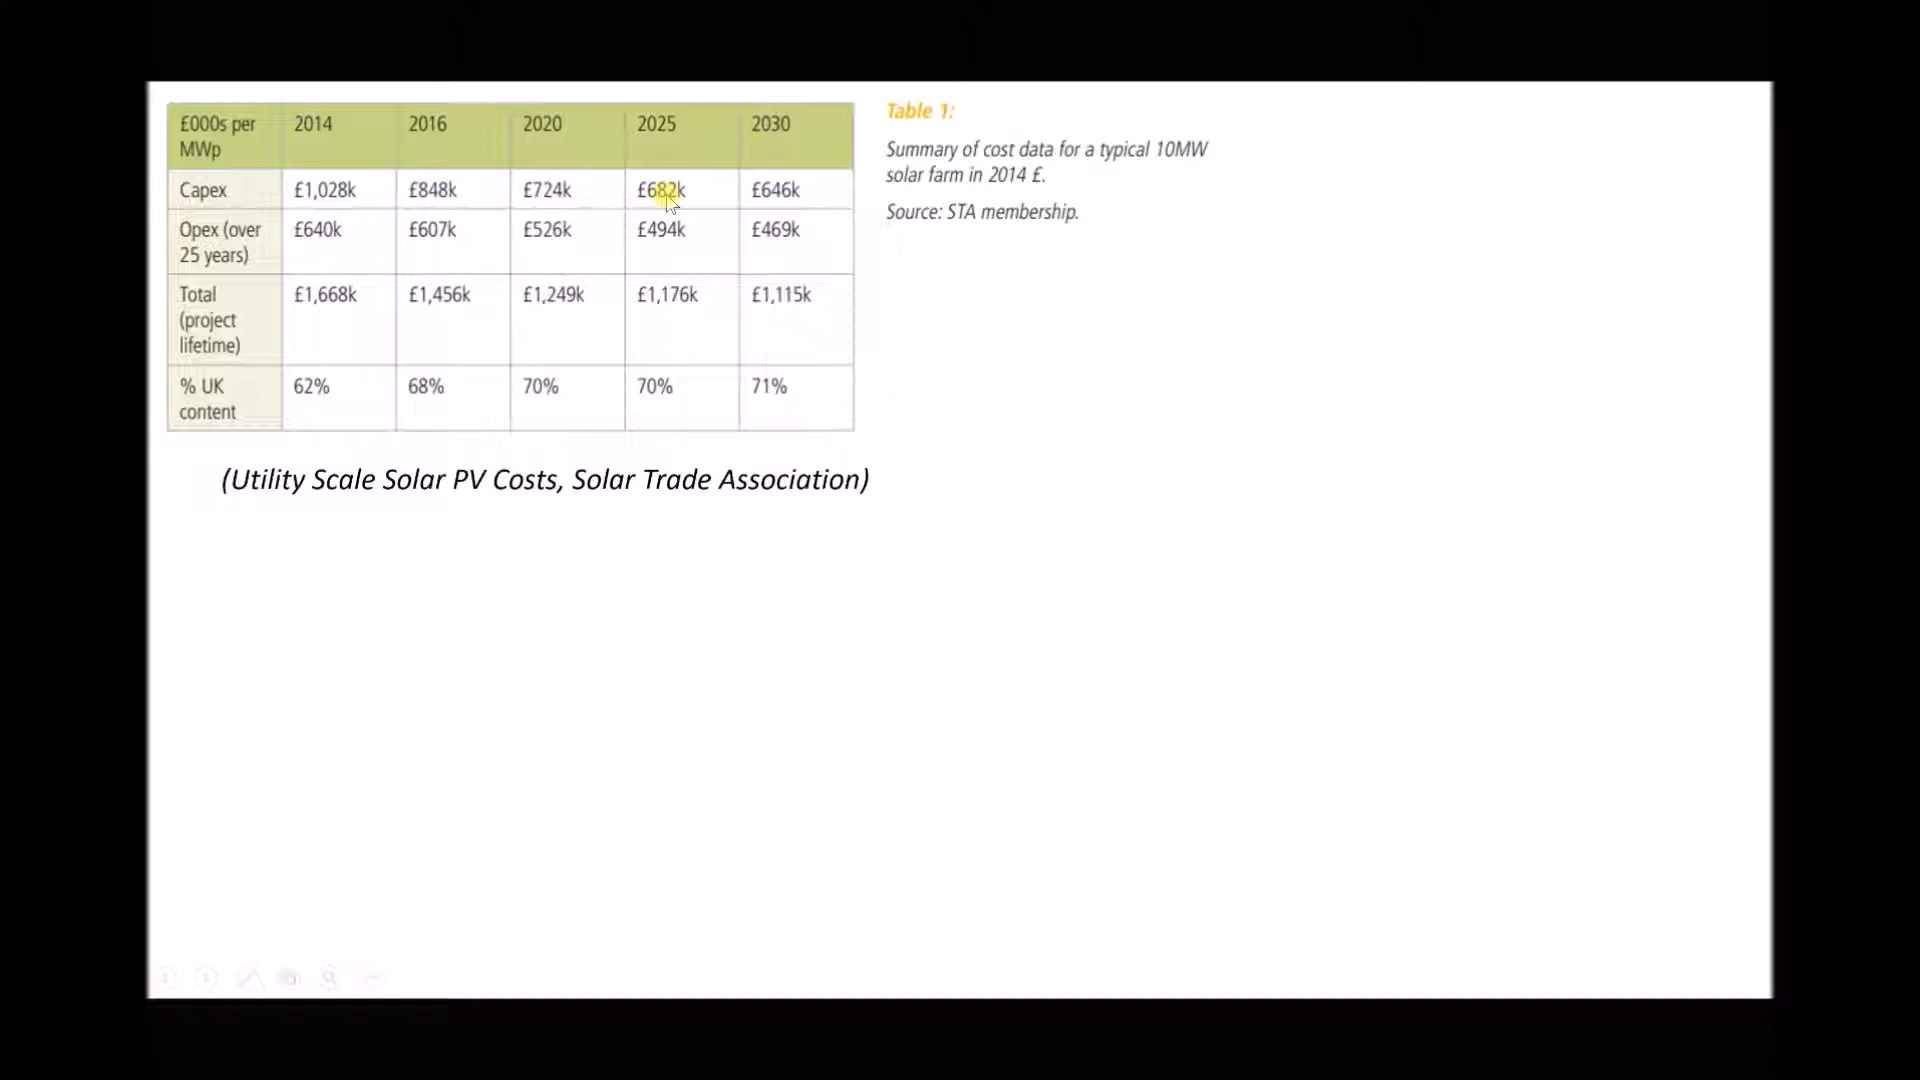 £000s per MWp 2014 2016 2020 2025 2030
Capex £1,028k £848k £724k £682k £646k
Opex (over 25 years) £640k £607k £526k £494k £469k
Total (project lifetime) £1,668k £1,456k £1,249k £1,176k £1,115k
% UK content 62% 68% 70% 70% 71%
Table 1:
Summary of cost data for a typical 10MW
solar farm in 2014 £.
Source: STA membership.
(Utility Scale Solar PV Costs, Solar Trade Association)